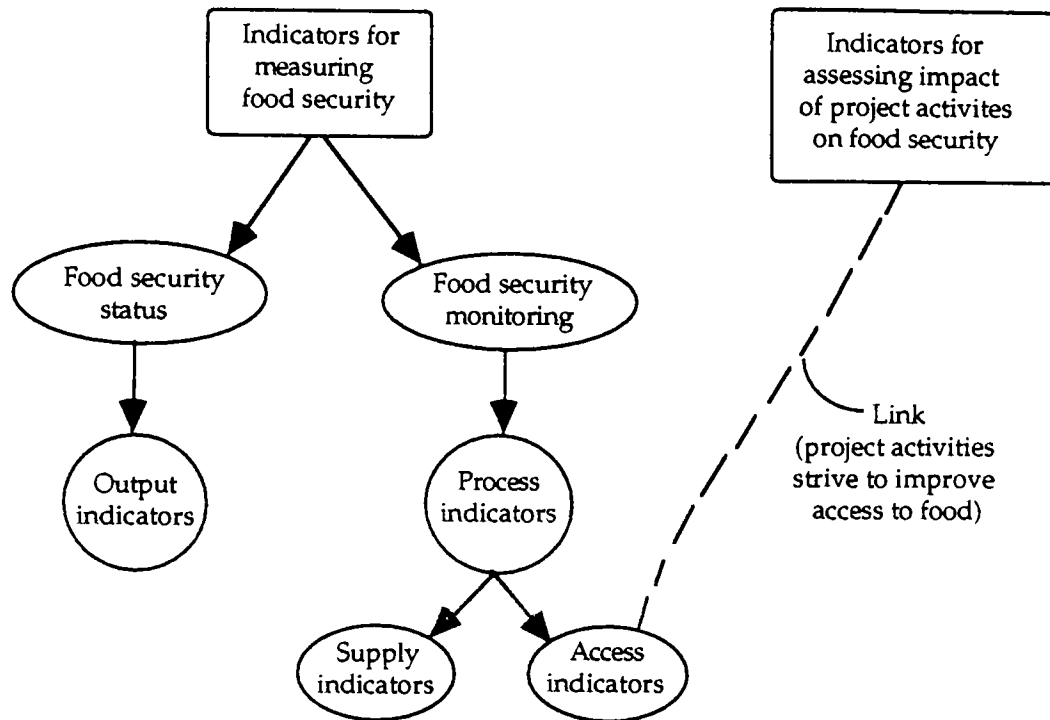 Indicators for
measuring
food security
Indicators for
assessing impact
of project activites
on food security
Food security
status
Food security
monitoring
Link
(project activities
strive to improve
access to food)
Output
indicators
Process
indicators
Supply
indicators
Access
indicators